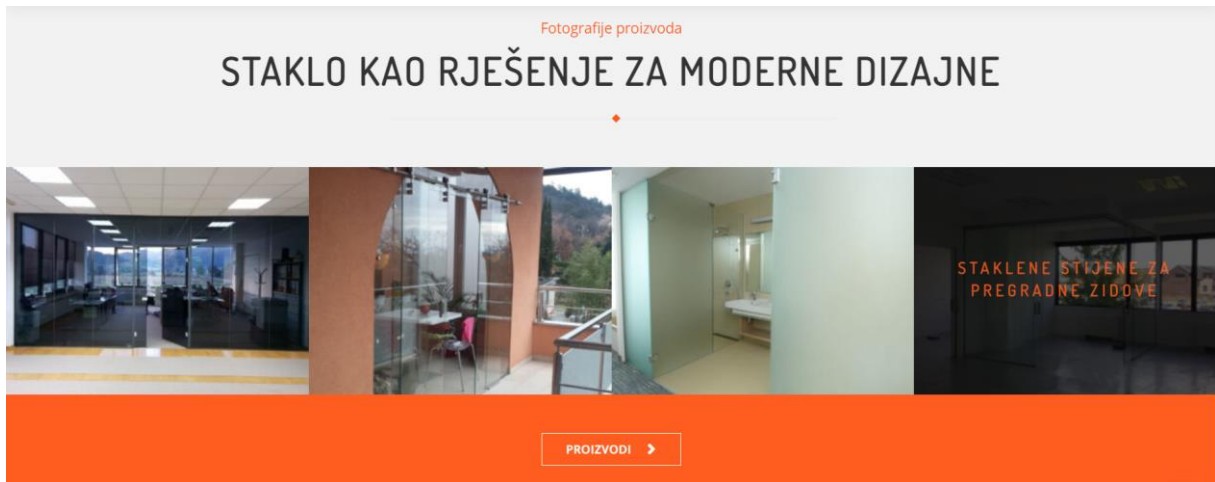 Fotografije proizvoda
STAKLO KAO RJEŠENJE ZA MODERNE DIZAJNE
STAKLENE STIJENE ZA
PREGRADNE ZIDOVE
PROIZVODI